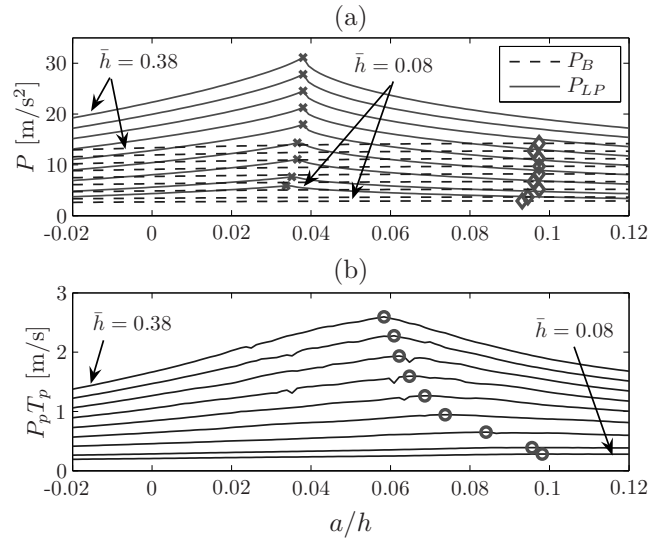 (a)
h̄ = 0.38
h̄ = 0.08
P_B
P_LP
P [m/s²]
30
20
10
0
-0.02 0 0.02 0.04 0.06 0.08 0.1 0.12
(b)
h̄ = 0.38
h̄ = 0.08
P_pT_p [m/s]
3
2
1
0
-0.02 0 0.02 0.04 0.06 0.08 0.1 0.12
a/h